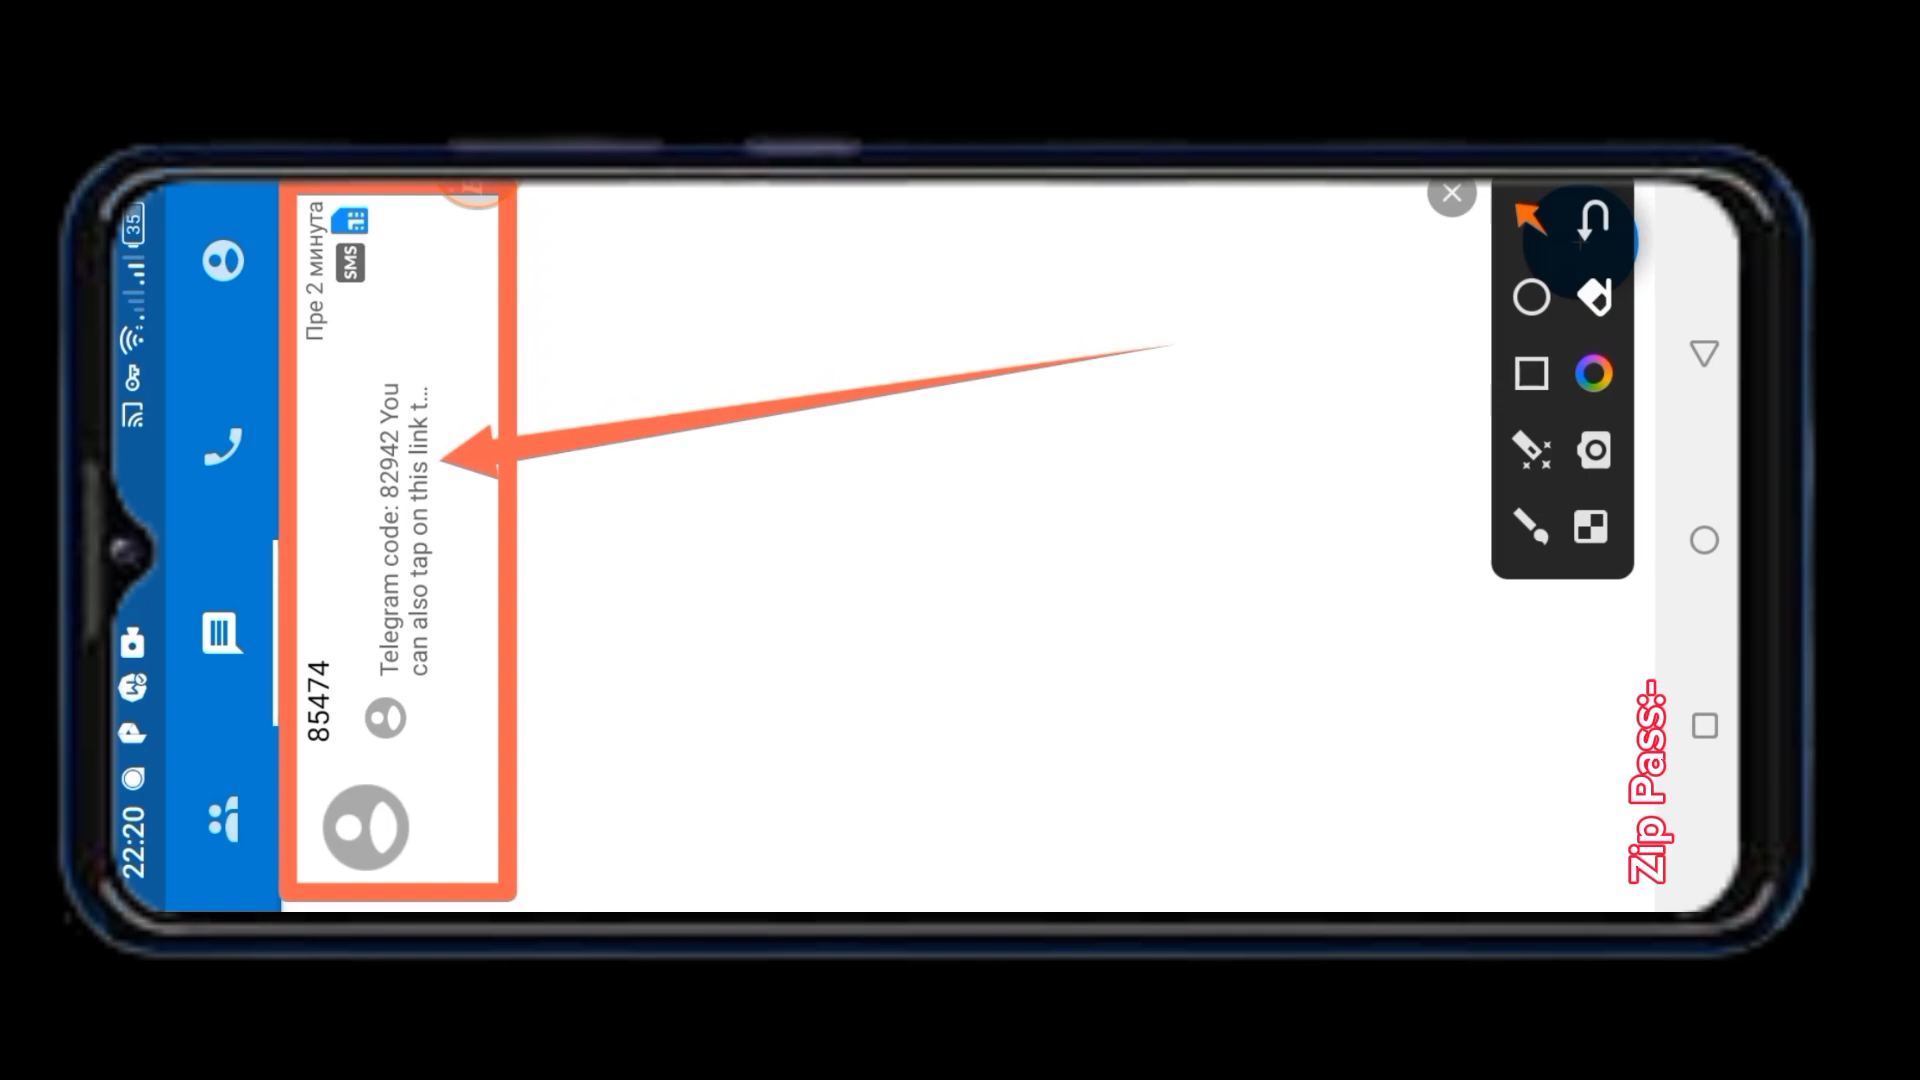 22:20
35
85474
Пре 2 минута
SMS
Telegram code: 82942 You
can also tap on this link t...
Zip Pass:-